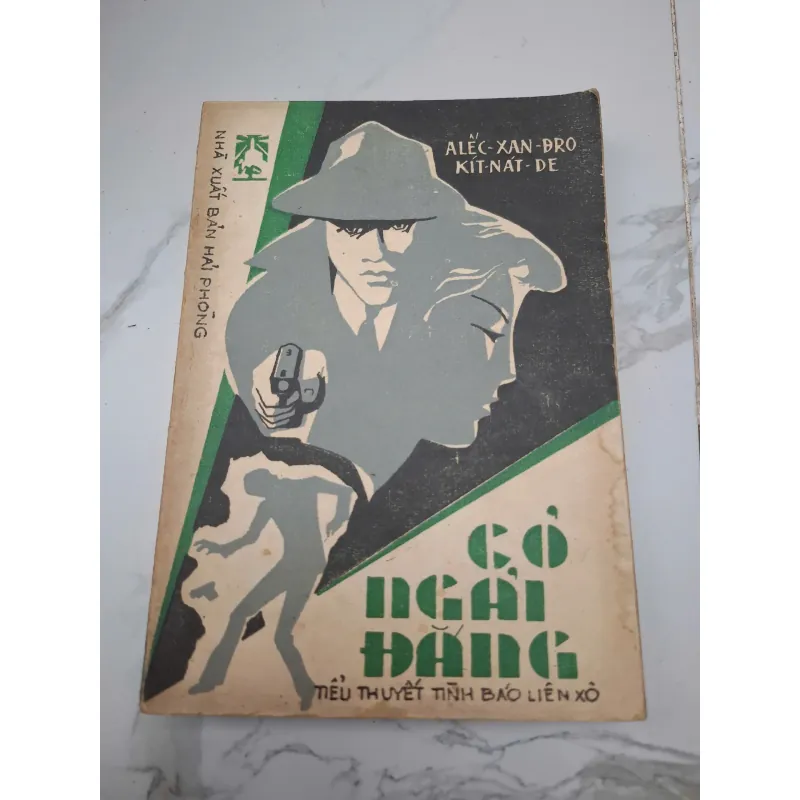 NHÀ XUẤT BẢN HẢI PHÒNG
ALẾC-XAN-ĐRO
KÍT-NÁT-DE
CỎ
NGẢI
ĐẮNG
TIỂU THUYẾT TÌNH BÁO LIÊN XÔ